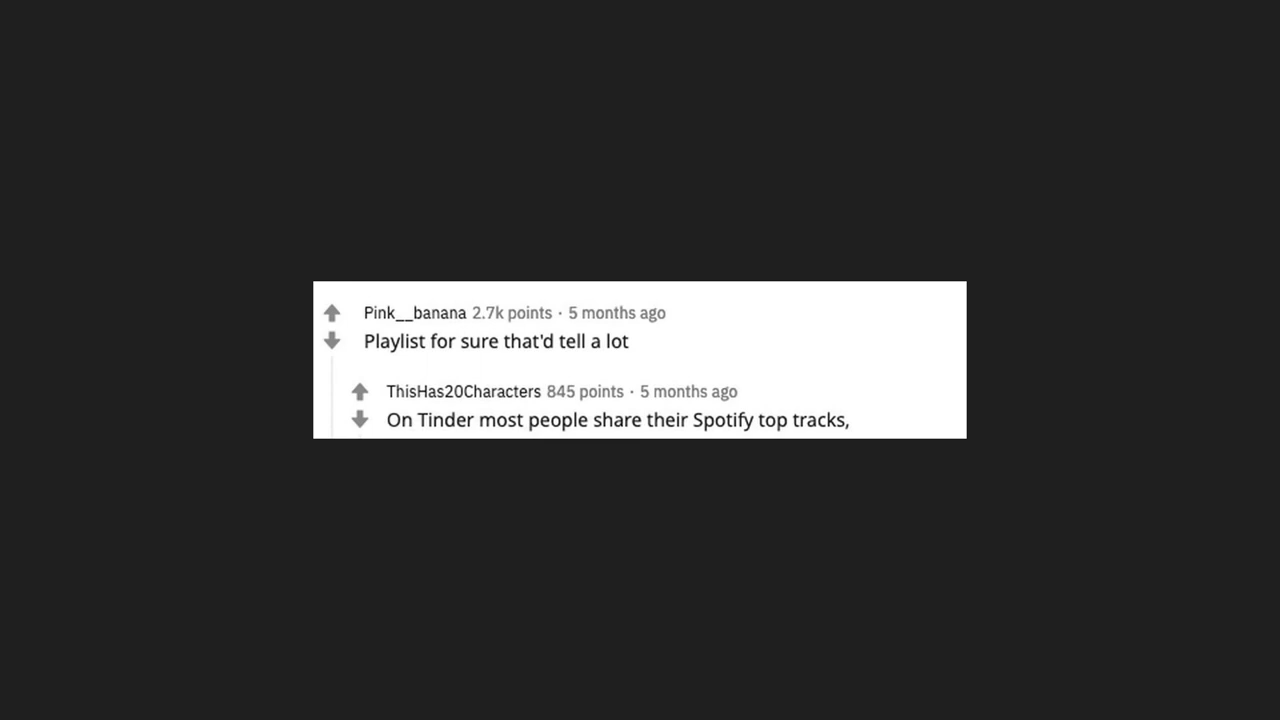 Pink__banana 2.7k points · 5 months ago
Playlist for sure that'd tell a lot
ThisHas20Characters 845 points · 5 months ago
On Tinder most people share their Spotify top tracks,